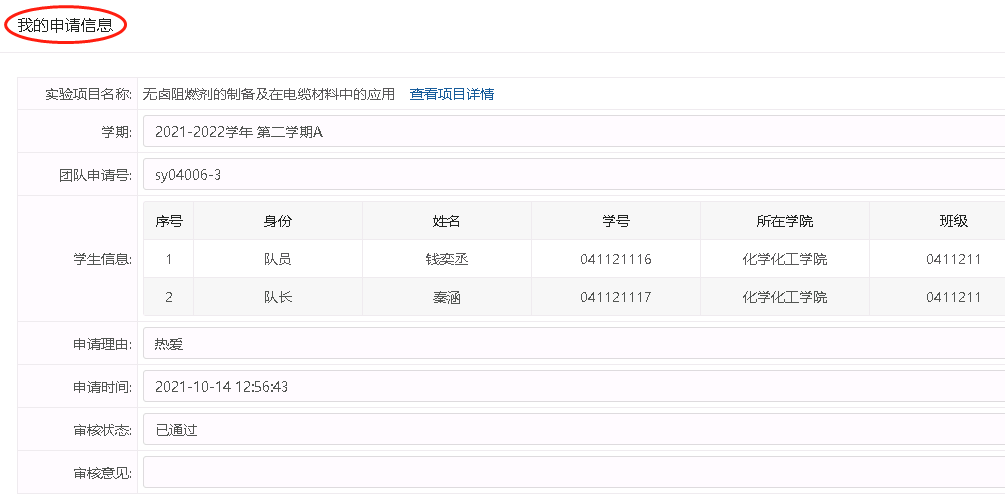 我的申请信息
实验项目名称: 无卤阻燃剂的制备及在电缆材料中的应用 查看项目详情
学期: 2021-2022学年 第二学期A
团队申请号: sy04006-3
学生信息:
序号 身份 姓名 学号 所在学院 班级
1 队员 钱奕丞 041121116 化学化工学院 0411211
2 队长 秦涵 041121117 化学化工学院 0411211
申请理由: 热爱
申请时间: 2021-10-14 12:56:43
审核状态: 已通过
审核意见: